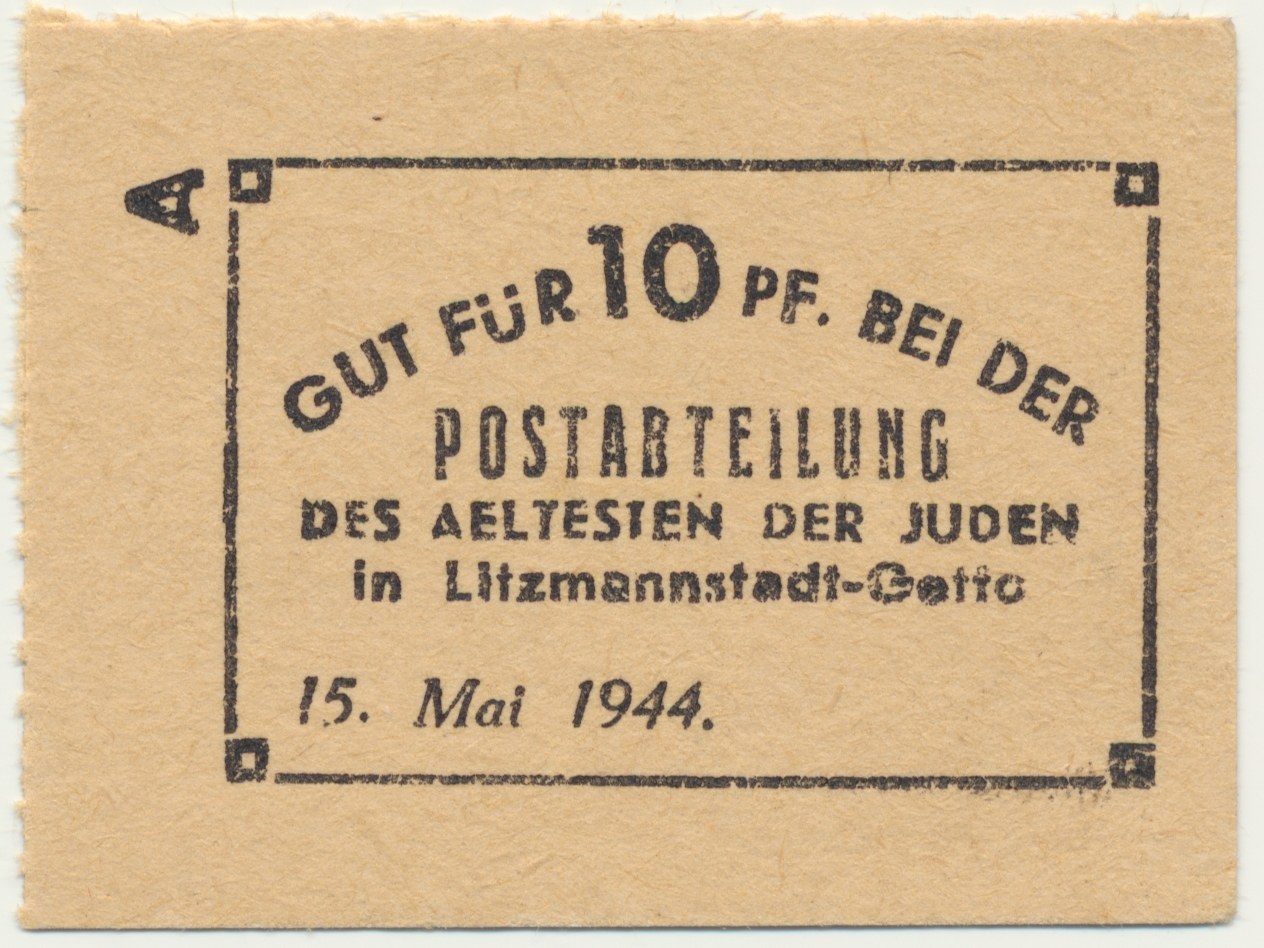 A
GUT FÜR 10 PF. BEI DER
POSTABTEILUNG
DES AELTESTEN DER JUDEN
in Litzmannstadt-Getto
15. Mai 1944.